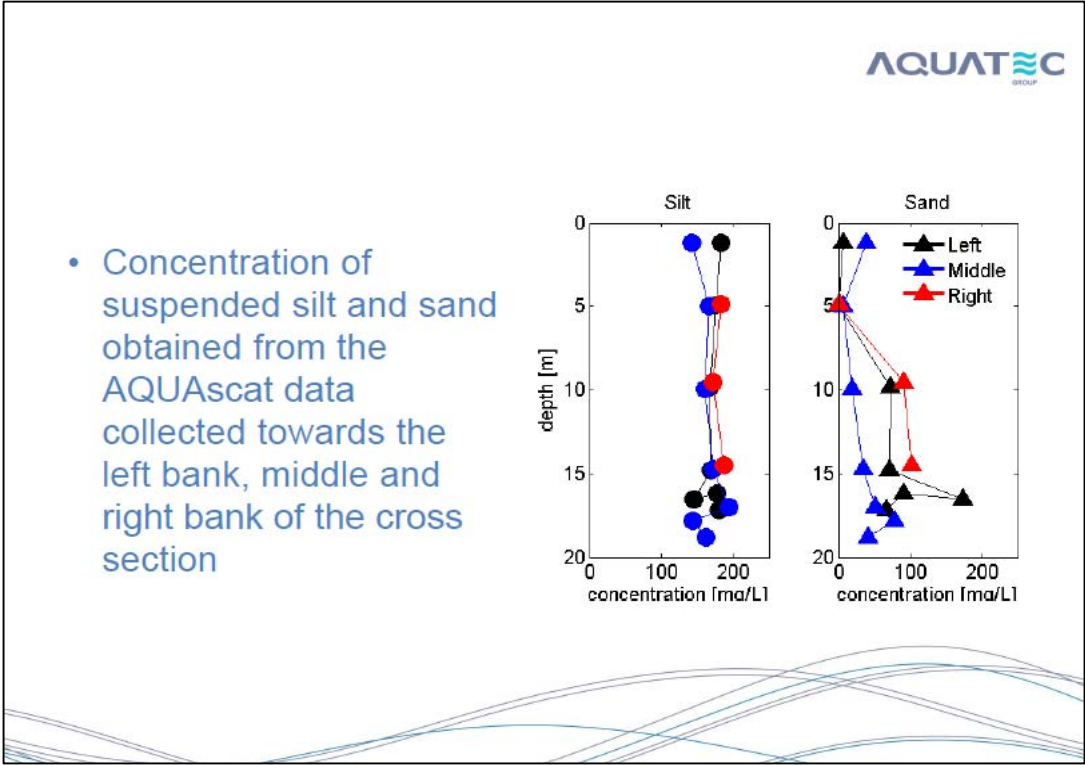 AQUATEC
GROUP
• Concentration of
suspended silt and sand
obtained from the
AQUAscat data
collected towards the
left bank, middle and
right bank of the cross
section
Silt
0
5
10
15
20
depth [m]
0 100 200
concentration [mg/L]
Sand
0
5
10
15
20
Left
Middle
Right
0 100 200
concentration [mg/L]